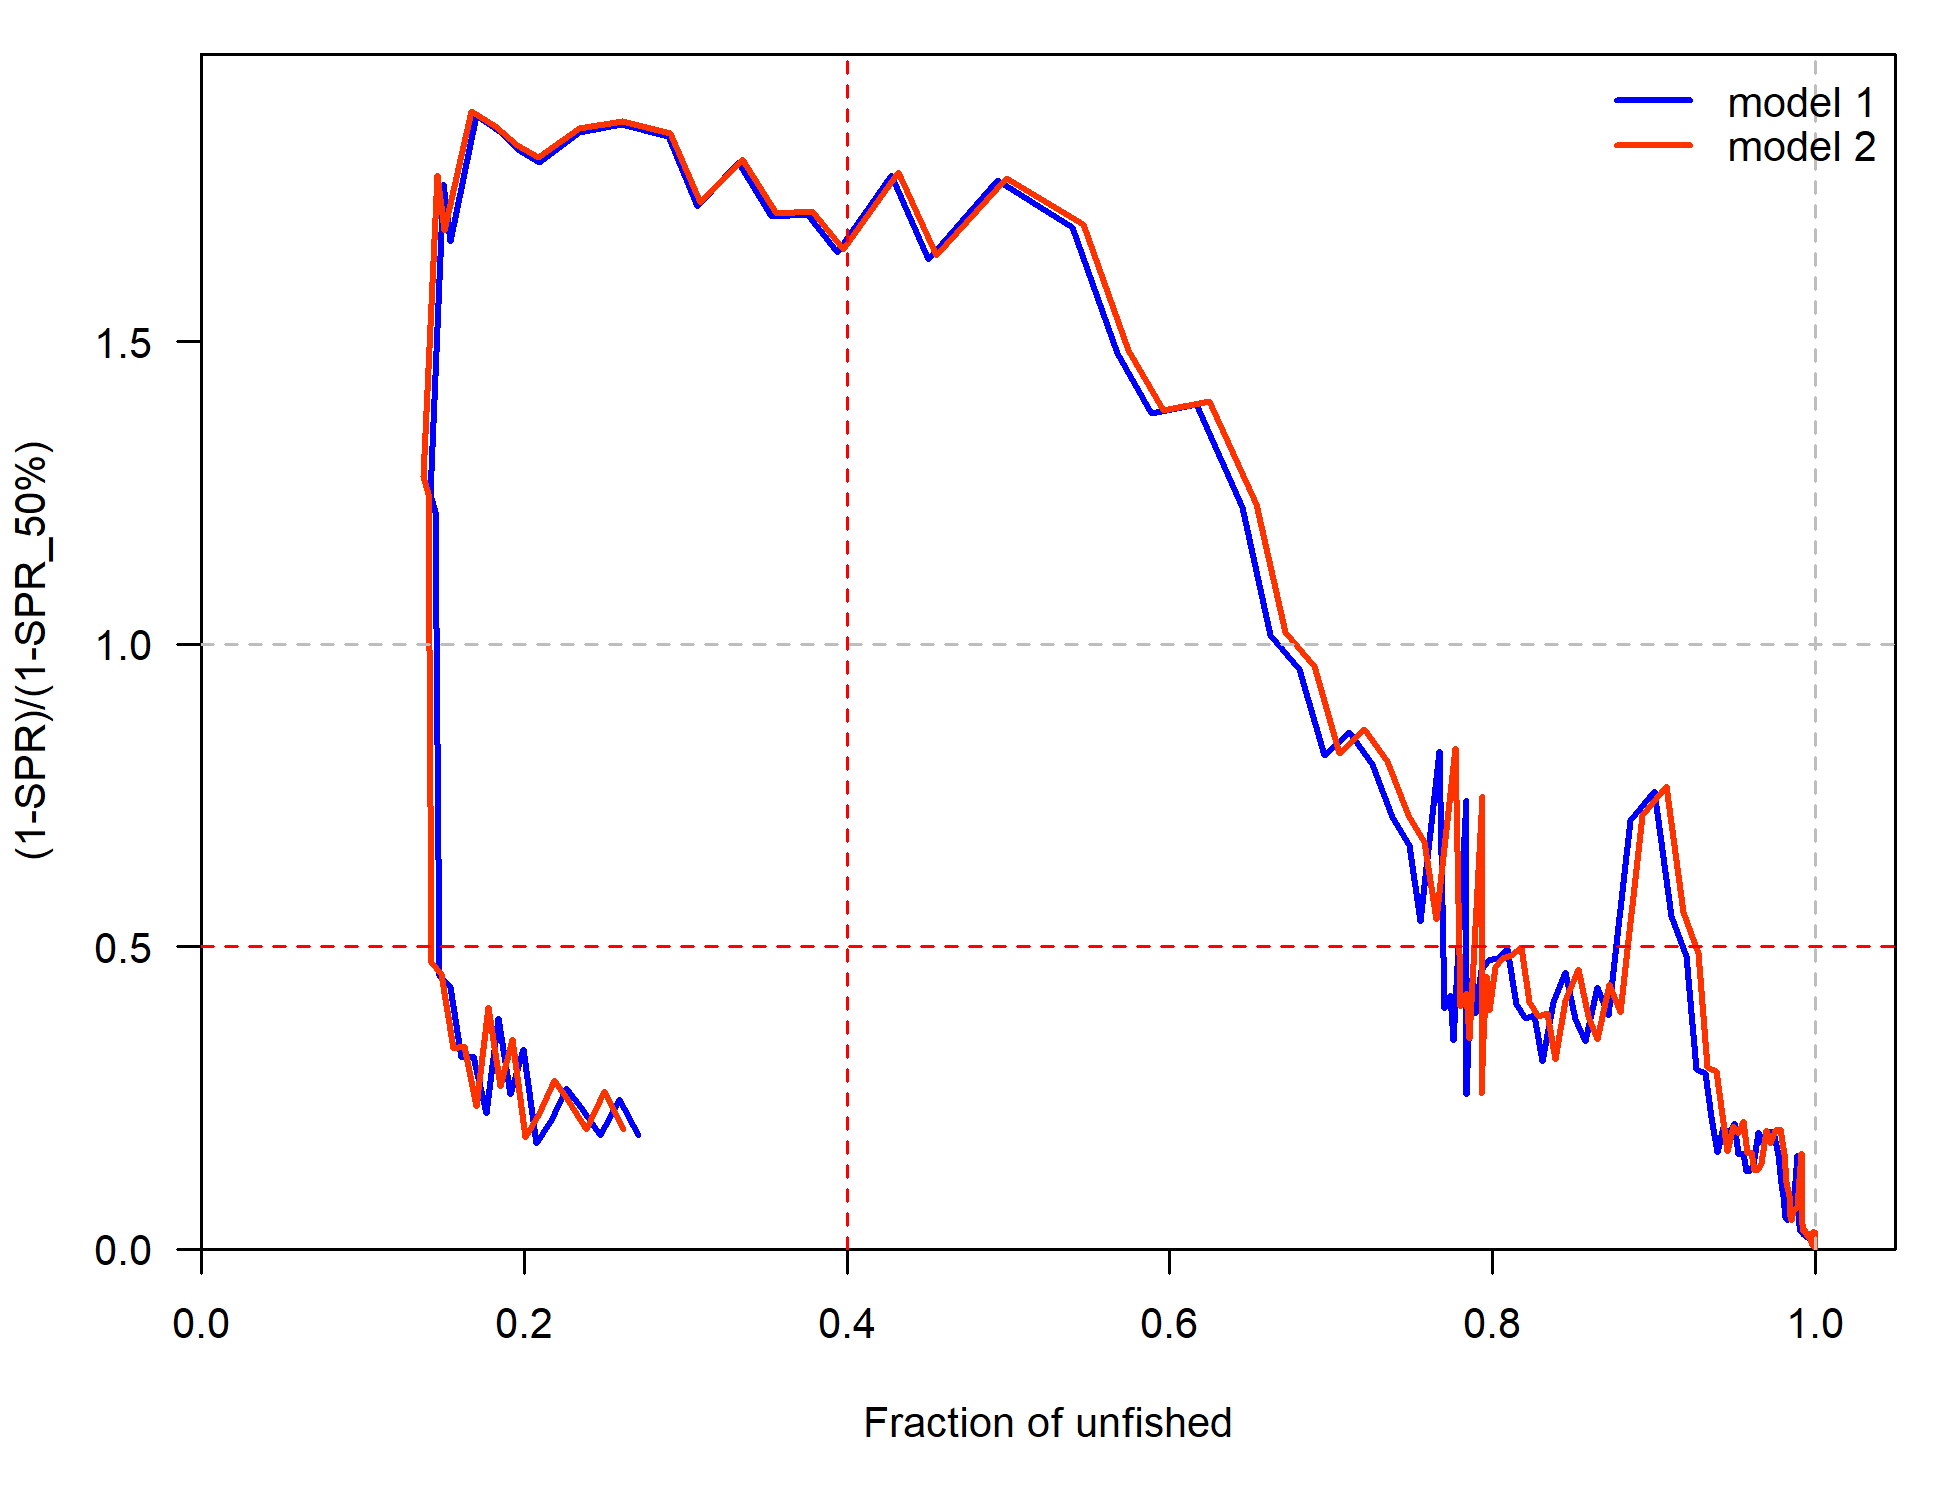 model 1
model 2
(1-SPR)/(1-SPR_50%)
1.5
1.0
0.5
0.0
0.0 0.2 0.4 0.6 0.8 1.0
Fraction of unfished